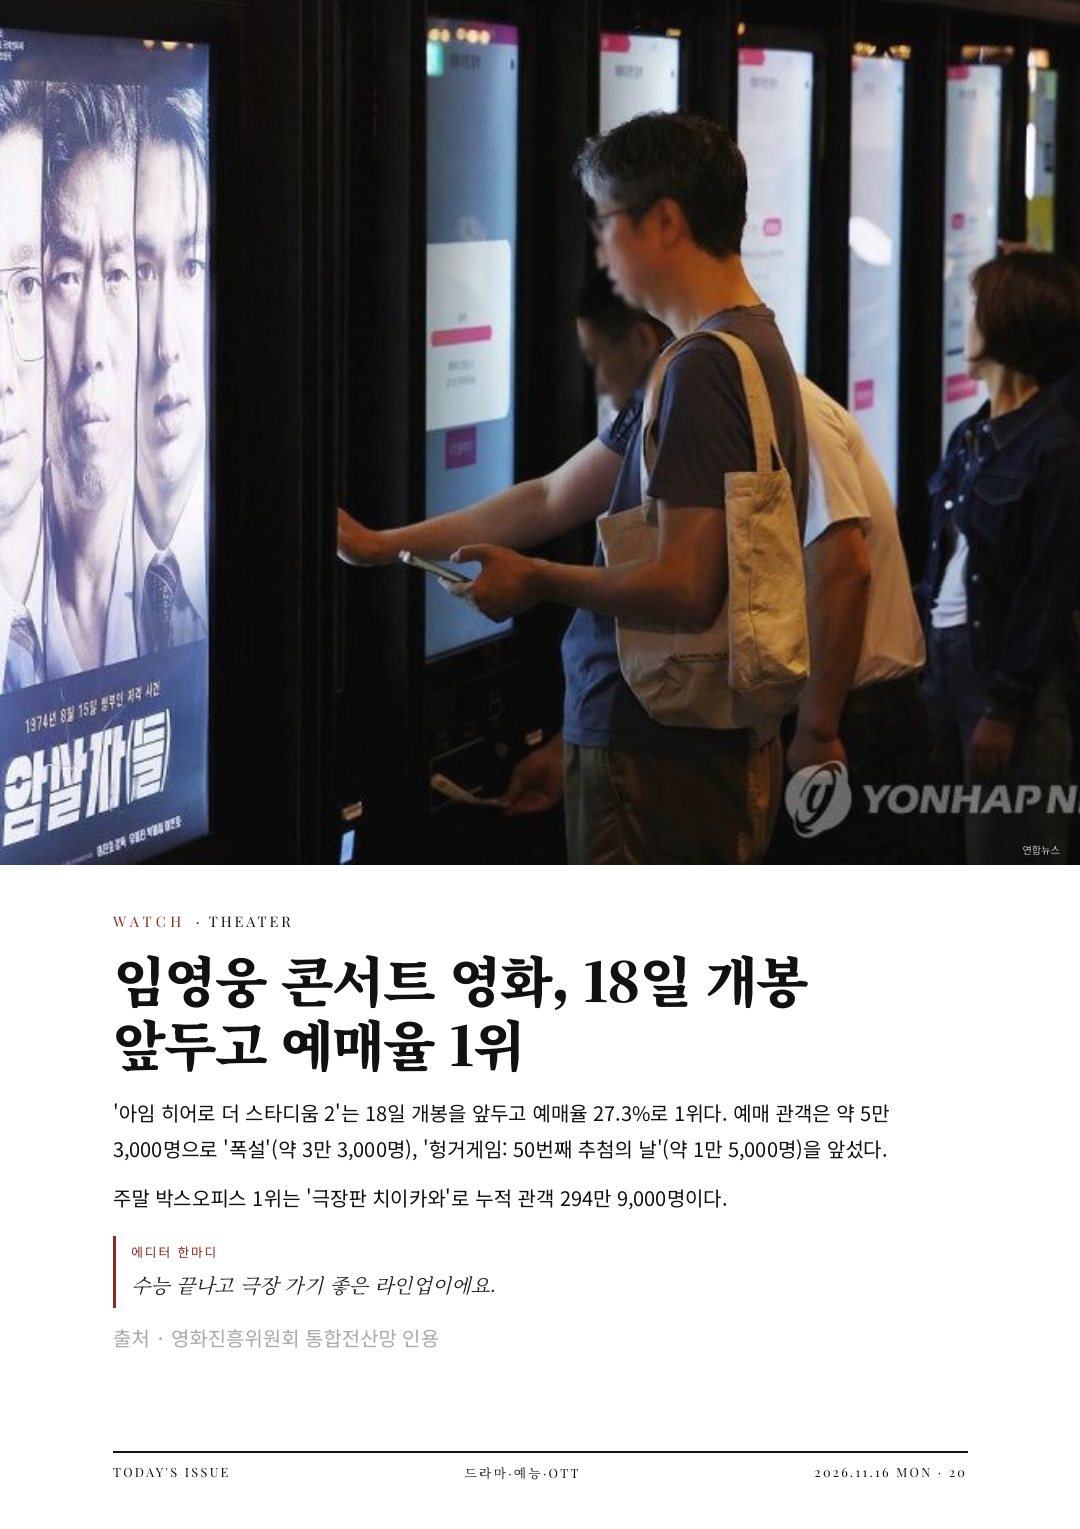 1974년 8월 15일 영부인 저격 사건
암살자(들)
YONHAP N
연합뉴스
WATCH · THEATER
임영웅 콘서트 영화, 18일 개봉
앞두고 예매율 1위
'아임 히어로 더 스타디움 2'는 18일 개봉을 앞두고 예매율 27.3%로 1위다. 예매 관객은 약 5만
3,000명으로 '폭설'(약 3만 3,000명), '헝거게임: 50번째 추첨의 날'(약 1만 5,000명)을 앞섰다.
주말 박스오피스 1위는 '극장판 치이카와'로 누적 관객 294만 9,000명이다.
에디터 한마디
수능 끝나고 극장 가기 좋은 라인업이에요.
출처 · 영화진흥위원회 통합전산망 인용
TODAY'S ISSUE
드라마·예능·OTT
2026.11.16 MON · 20